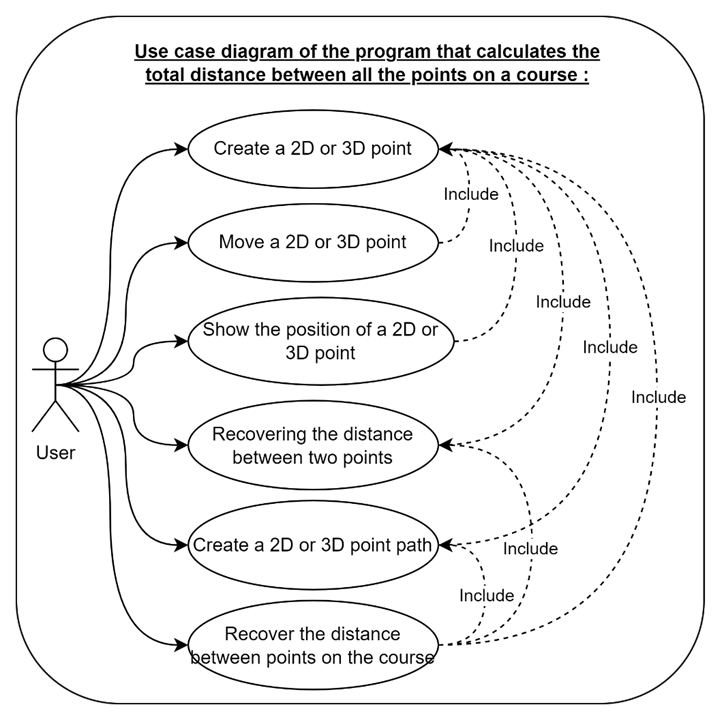 Use case diagram of the program that calculates the
total distance between all the points on a course :
Create a 2D or 3D point
Include
Move a 2D or 3D point
Include
Include
Show the position of a 2D or
3D point
Include
Include
Recovering the distance
between two points
User
Create a 2D or 3D point path
Include
Include
Recover the distance
between points on the course